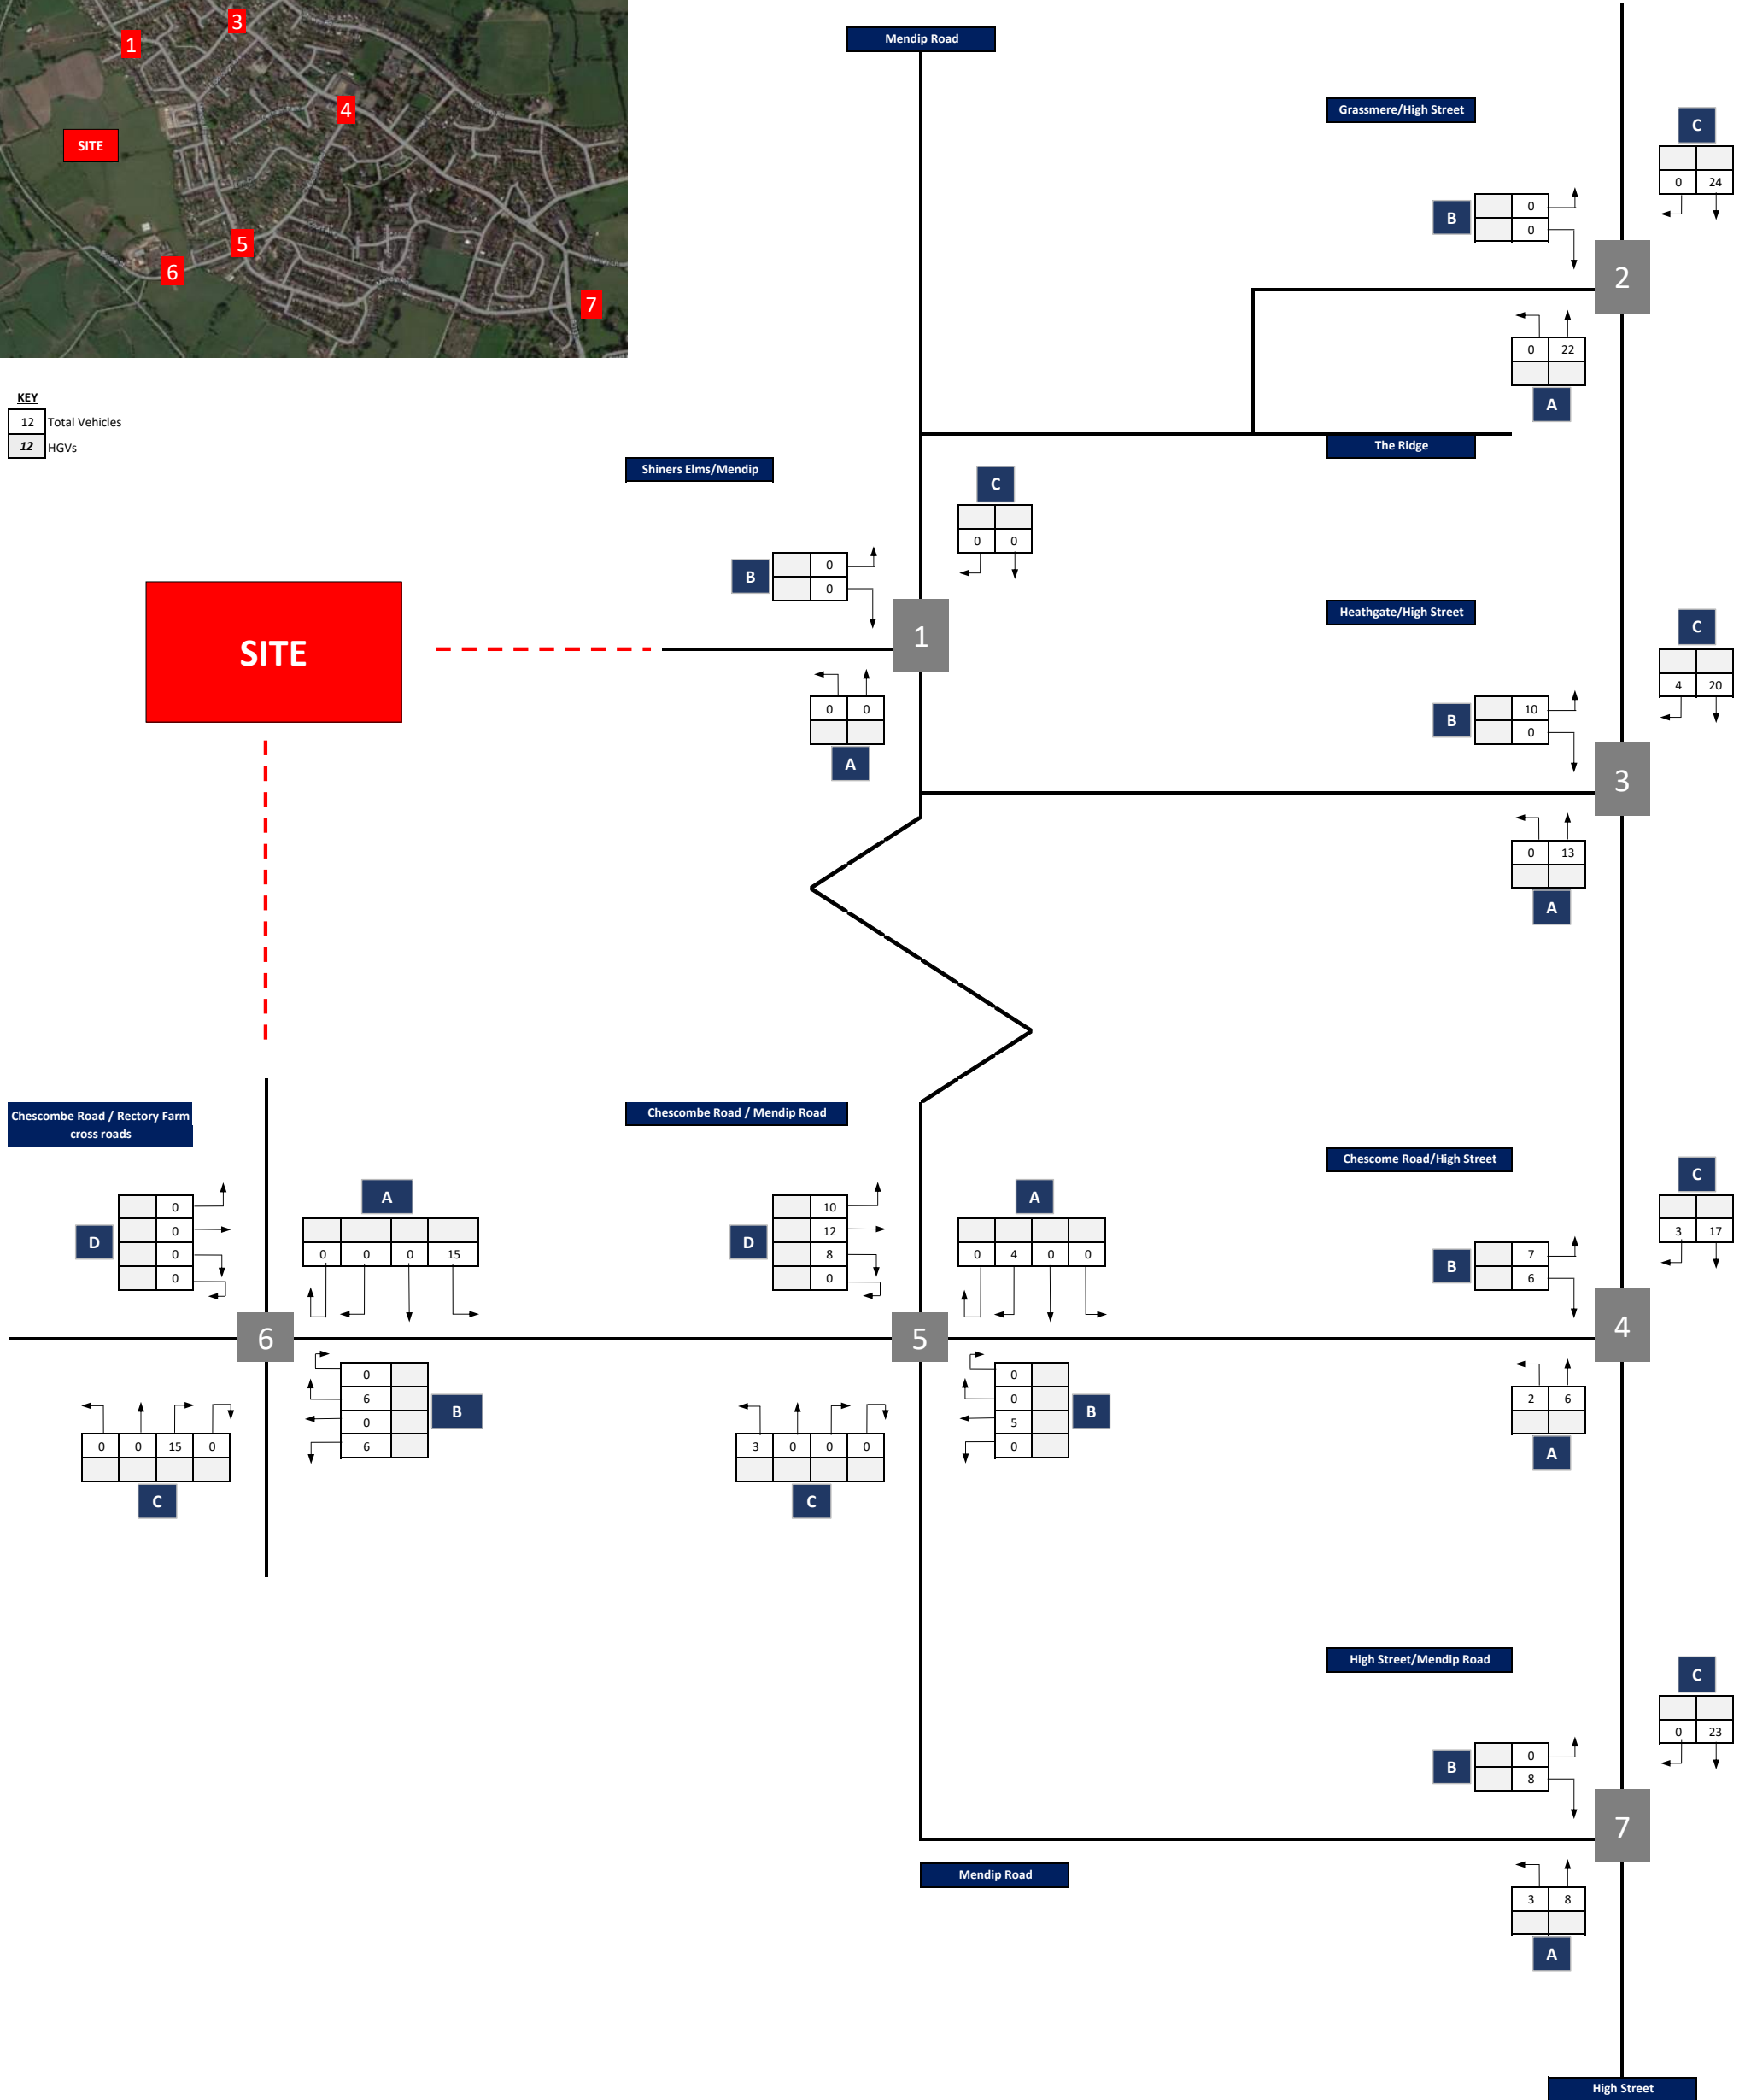 Mendip Road
3
1
4
SITE
5
6
7
KEY
12 Total Vehicles
12 HGVs
Grassmere/High Street
C
0 24
B
0
0
2
0 22
A
The Ridge
Shiners Elms/Mendip
C
0 0
B
0
0
1
0 0
A
SITE
Heathgate/High Street
C
4 20
B
10
0
3
0 13
A
Chescombe Road / Rectory Farm
cross roads
D
0
0
0
0
A
0 0 0 15
6
0
6
0
6
B
0 0 15 0
C
Chescombe Road / Mendip Road
D
10
12
8
0
A
0 4 0 0
5
0
0
5
0
B
3 0 0 0
C
Chescome Road/High Street
C
3 17
B
7
6
4
2 6
A
High Street/Mendip Road
C
0 23
B
0
8
7
Mendip Road
3 8
A
High Street